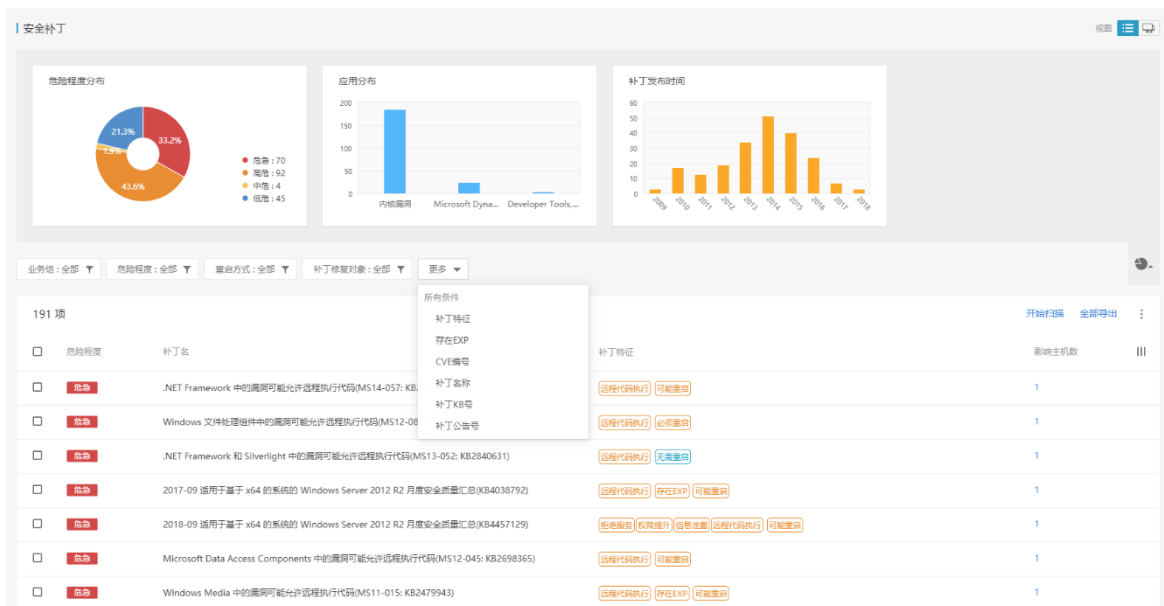 安全补丁
视图
危险程度分布
21.3%
33.2%
1.9%
43.6%
危急 : 70
高危 : 92
中危 : 4
低危 : 45
应用分布
200
150
100
50
0
内核漏洞
Microsoft Dyna...
Developer Tools,...
补丁发布时间
60
50
40
30
20
10
0
2009
2010
2011
2012
2013
2014
2015
2016
2017
2018
业务组 : 全部
危险程度 : 全部
重启方式 : 全部
补丁修复对象 : 全部
更多
所有条件
补丁特征
存在EXP
CVE编号
补丁名称
补丁KB号
补丁公告号
191 项
开始扫描 全部导出
危险程度 补丁名 补丁特征 影响主机数
危急 .NET Framework 中的漏洞可能允许远程执行代码(MS14-057: KB 远程代码执行 可能重启 1
危急 Windows 文件处理组件中的漏洞可能允许远程执行代码(MS12-08 远程代码执行 必须重启 1
危急 .NET Framework 和 Silverlight 中的漏洞可能允许远程执行代码(MS13-052: KB2840631) 远程代码执行 无需重启 1
危急 2017-09 适用于基于 x64 的系统的 Windows Server 2012 R2 月度安全质量汇总(KB4038792) 远程代码执行 存在EXP 可能重启 1
危急 2018-09 适用于基于 x64 的系统的 Windows Server 2012 R2 月度安全质量汇总(KB4457129) 拒绝服务 权限提升 信息泄露 远程代码执行 可能重启 1
危急 Microsoft Data Access Components 中的漏洞可能允许远程执行代码(MS12-045: KB2698365) 远程代码执行 可能重启 1
危急 Windows Media 中的漏洞可能允许远程执行代码(MS11-015: KB2479943) 远程代码执行 存在EXP 可能重启 1